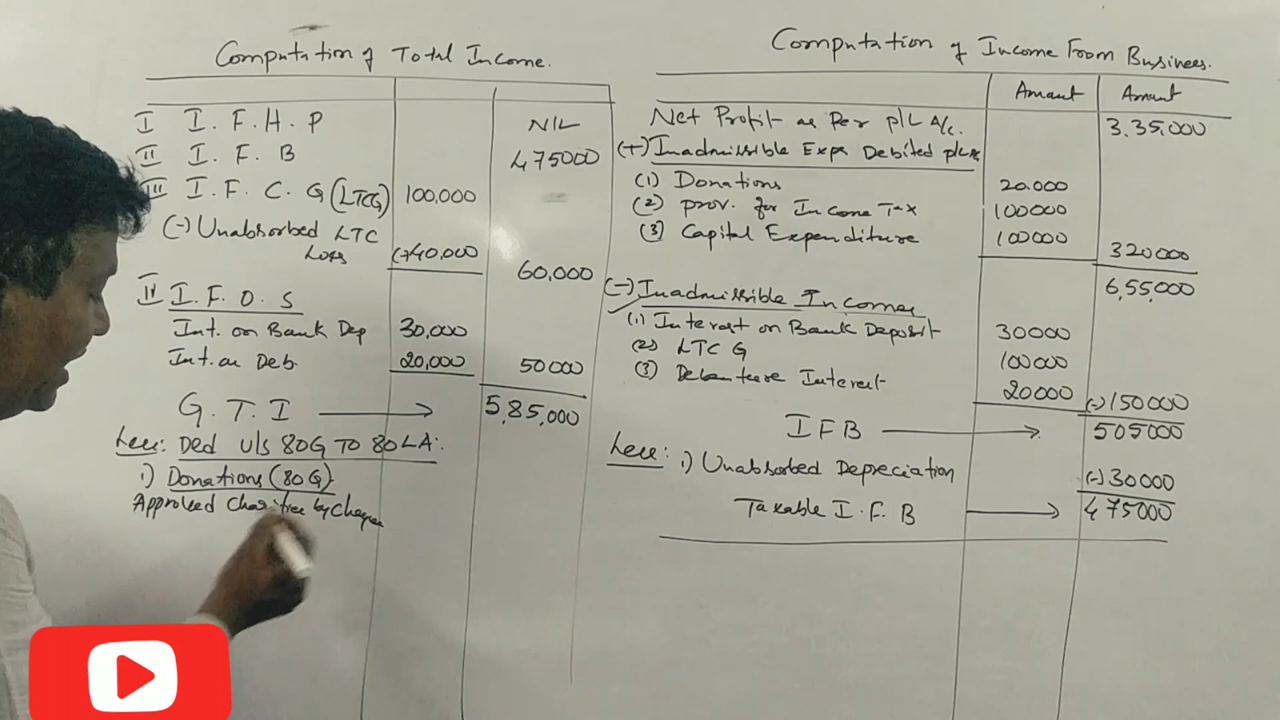 Computation of Total Income.
I I. F. H. P NIL
II I. F. B 475000
III I. F. C. G (LTCG) 100,000
(-) Unabsorbed LTC
Loss (-)40,000 60,000
II I. F. O. S
Int. on Bank Dep 30,000
Int. on Deb. 20,000 50000
G. T. I → 5,85,000
Less: Ded U/s 80G TO 80LA:
i) Donations (80G)
Approved Charities by Cheque
Computation of Income From Business.
Amount Amount
Net Profit as Per P/L A/c. 3,35,000
(+) Inadmissible Exps Debited P/L A/c
(1) Donations 20,000
(2) Prov. for Income Tax 100000
(3) Capital Expenditure 100000 320000
6,55,000
(-) Inadmissible Incomes
(1) Interest on Bank Deposit 30000
(2) LTC G 100000
(3) Debenture Interest 20000 (-)150000
IFB → 505000
Less: i) Unabsorbed Depreciation (-)30000
Taxable I. F. B → 475000